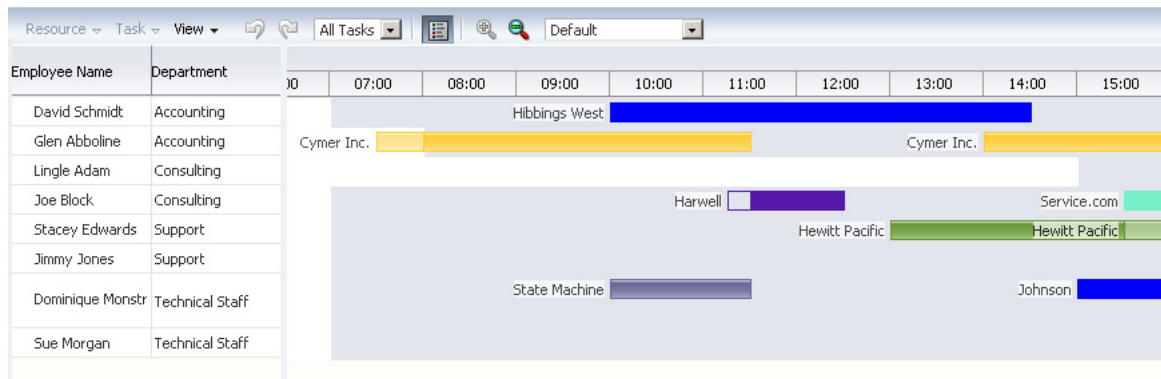 Resource Task View All Tasks Default
Employee Name Department
00 07:00 08:00 09:00 10:00 11:00 12:00 13:00 14:00 15:00
David Schmidt Accounting Hibbings West
Glen Abboline Accounting Cymer Inc. Cymer Inc.
Lingle Adam Consulting
Joe Block Consulting Harwell Service.com
Stacey Edwards Support Hewitt Pacific Hewitt Pacific
Jimmy Jones Support
Dominique Monstr Technical Staff State Machine Johnson
Sue Morgan Technical Staff